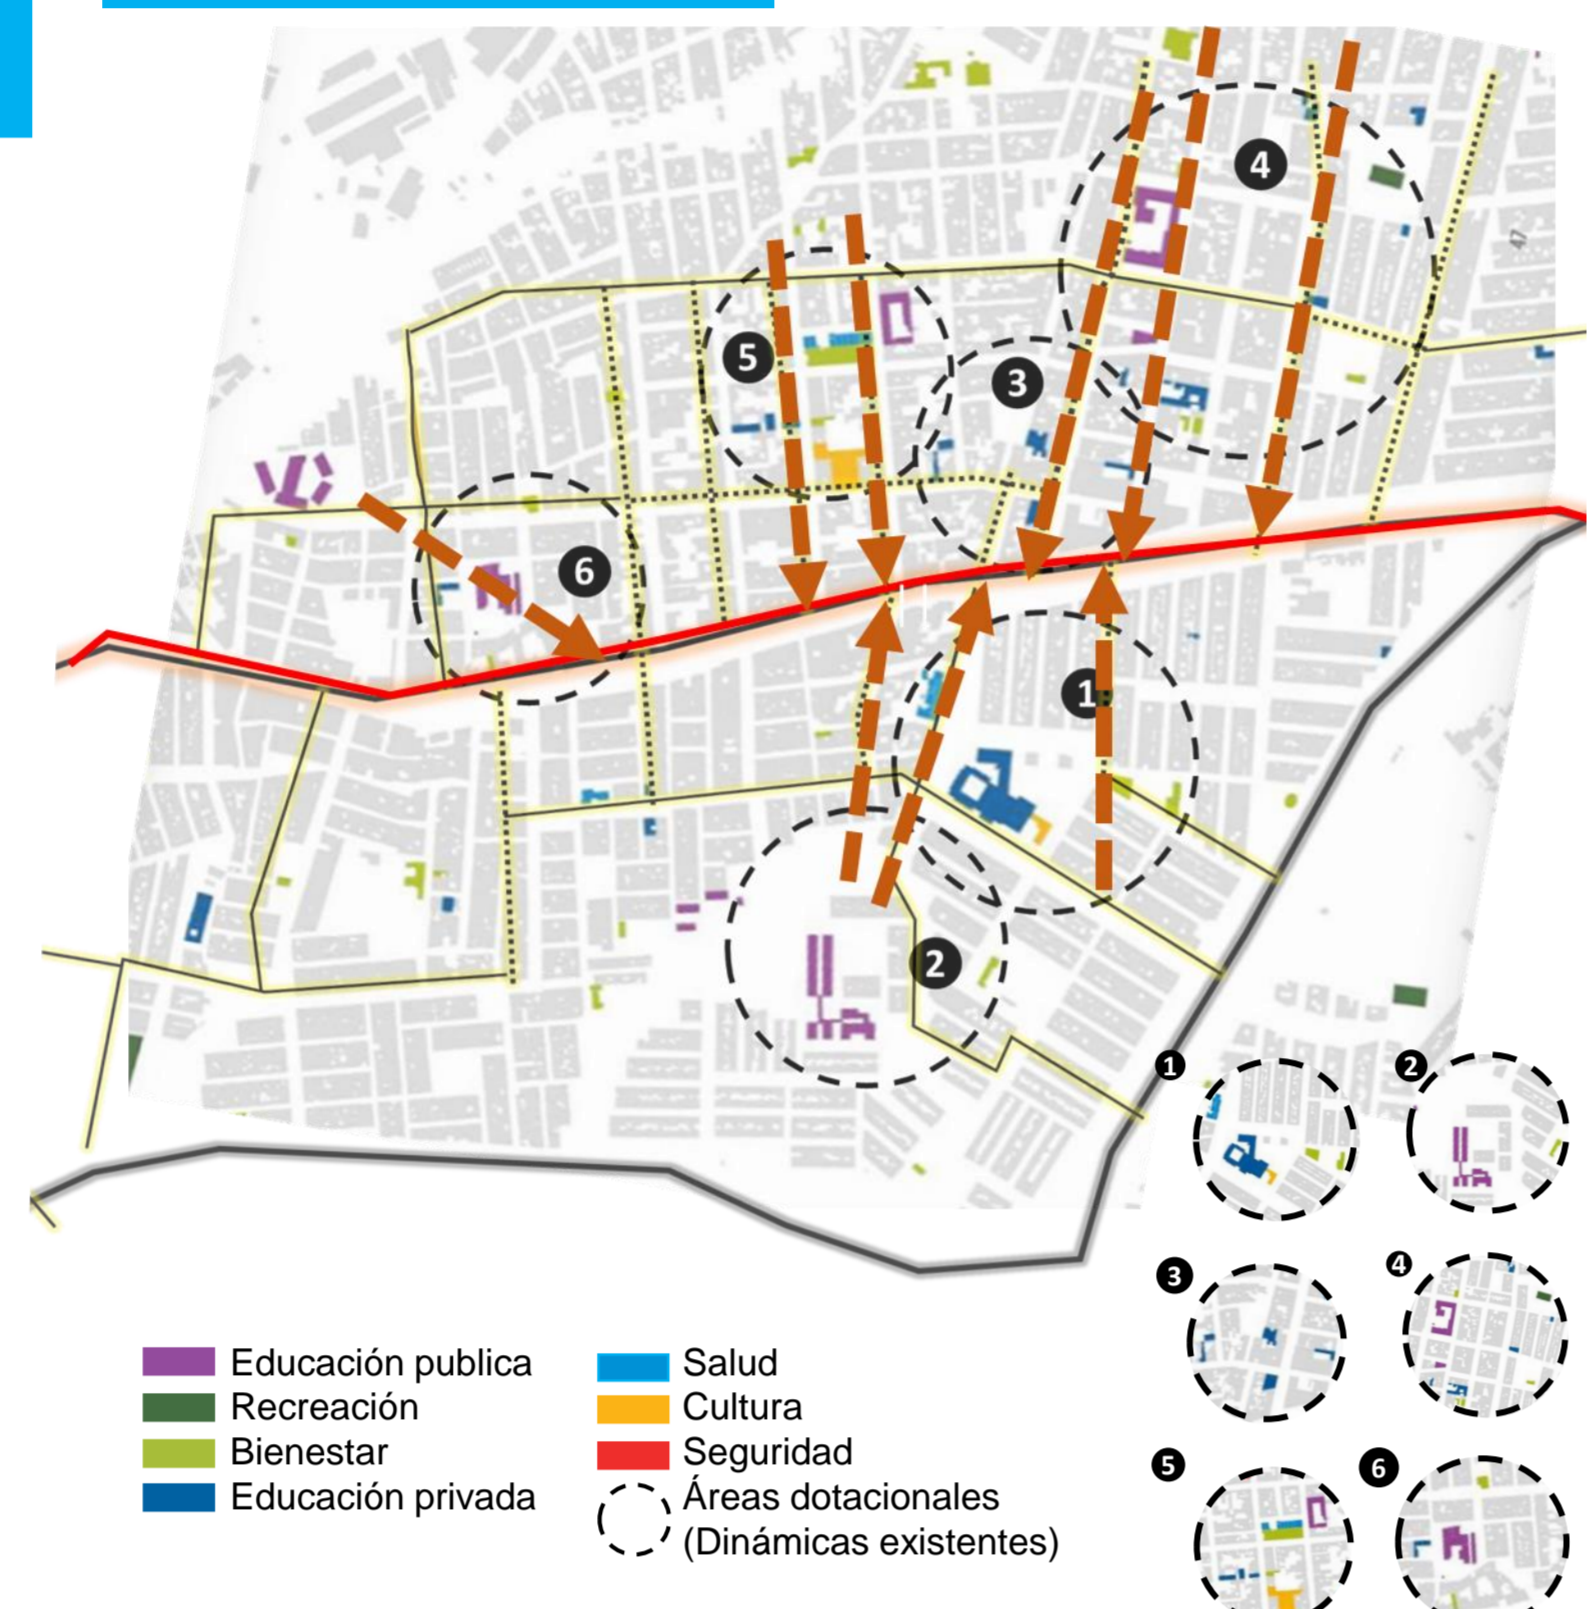 4
47
5
3
6
1
2
1
2
3
4
5
6
Educación publica
Recreación
Bienestar
Educación privada
Salud
Cultura
Seguridad
Áreas dotacionales
(Dinámicas existentes)